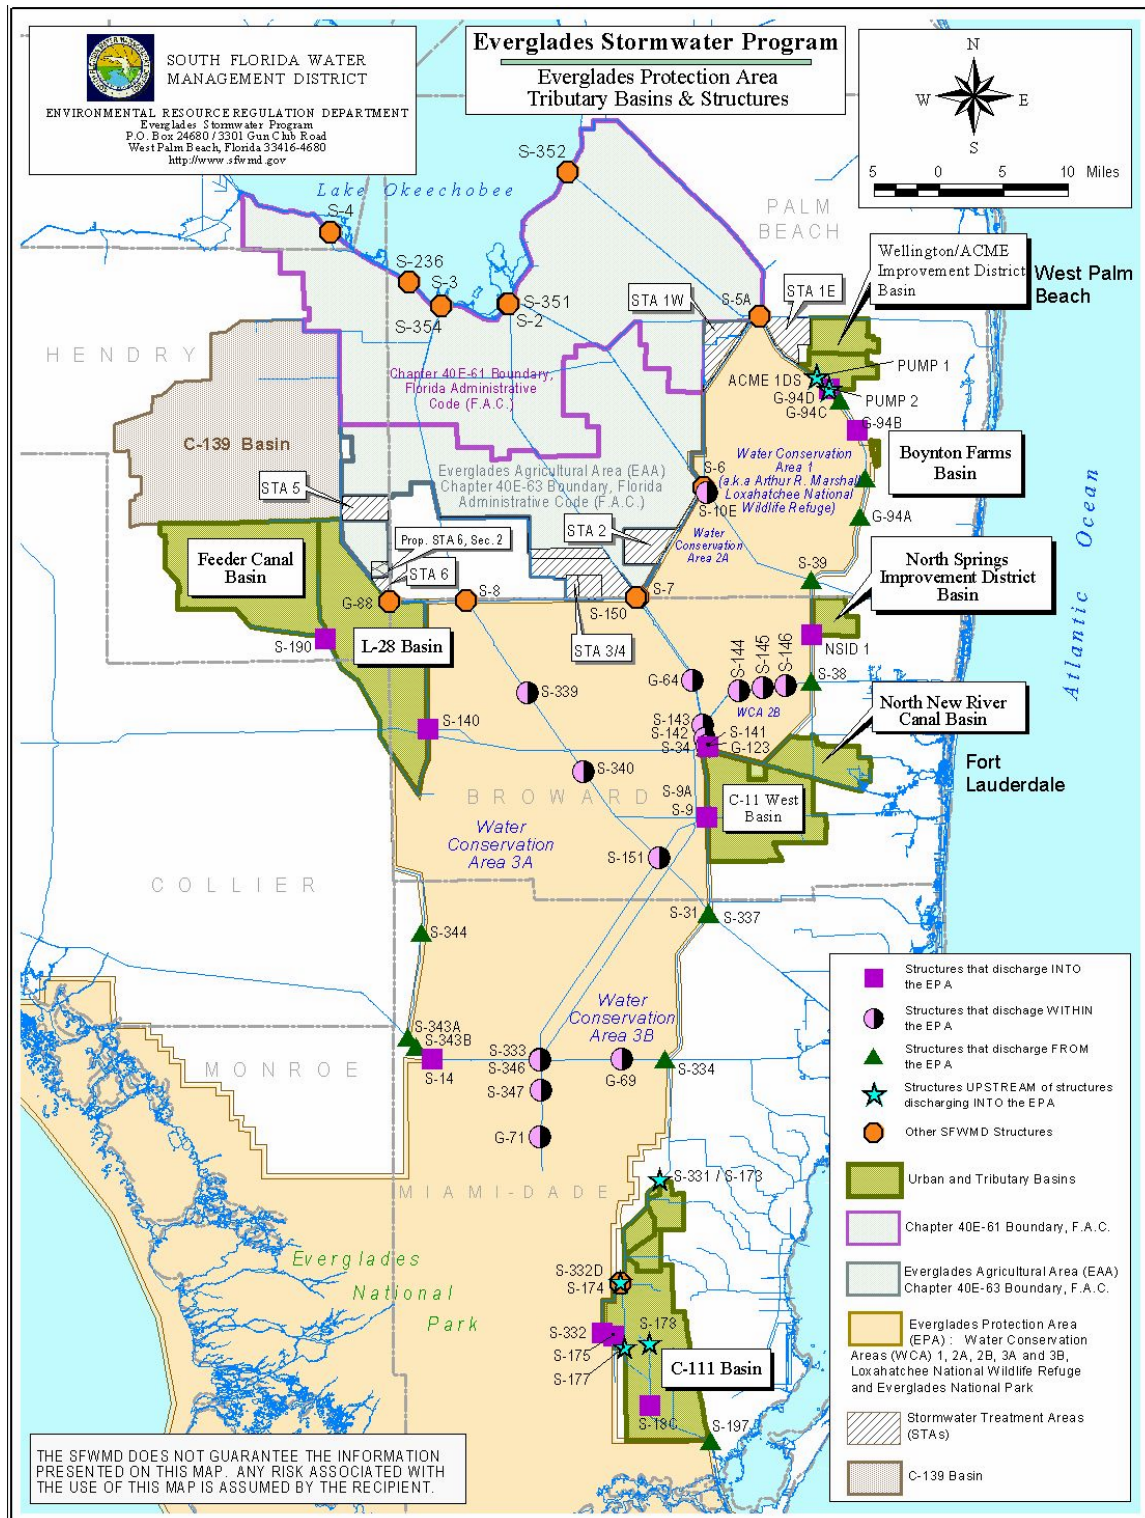 SOUTH FLORIDA WATER
MANAGEMENT DISTRICT
ENVIRONMENTAL RESOURCE REGULATION DEPARTMENT
Everglades Stormwater Program
P.O. Box 24680 / 3301 Gun Club Road
West Palm Beach, Florida 33416-4680
http://www.sfwmd.gov
Everglades Stormwater Program
Everglades Protection Area
Tributary Basins & Structures
N
W
E
S
5
0
5
10 Miles
Lake Okeechobee
S-352
S-4
S-236
S-3
S-354
S-351
S-2
PALM
BEACH
Wellington/ACME
Improvement District
Basin
West Palm
Beach
STA 1W
S-5A
STA 1E
HENDRY
Chapter 40E-61 Boundary,
Florida Administrative
Code (F.A.C.)
ACME 1DS
PUMP 1
G-94D
PUMP 2
G-94C
G-94B
C-139 Basin
Boynton Farms
Basin
Water Conservation
Area 1
(a.k.a Arthur R. Marshall
Loxahatchee National
Wildlife Refuge)
Everglades Agricultural Area (EAA)
Chapter 40E-63 Boundary, Florida
Administrative Code (F.A.C.)
S-6
S-10E
STA 5
STA 2
G-94A
Water
Conservation
Area 2A
Prop. STA 6, Sec. 2
STA 6
Feeder Canal
Basin
S-39
North Springs
Improvement District
Basin
G-88
S-8
S-150
S-7
S-190
L-28 Basin
STA 3/4
NSID 1
G-64
S-144
S-145
S-146
S-38
S-339
WCA 2B
North New River
Canal Basin
S-140
S-143
S-142
S-34
S-141
G-123
Fort
Lauderdale
S-340
BROWARD
S-9A
S-9
C-11 West
Basin
Water
Conservation
Area 3A
S-151
COLLIER
S-31
S-337
S-344
Atlantic Ocean
Water
Conservation
Area 3B
S-343A
S-343B
S-14
MONROE
S-333
S-346
S-347
G-69
S-334
G-71
MIAMI-DADE
S-331 / S-173
Everglades
National
Park
S-332D
S-174
S-332
S-175
S-177
S-178
C-111 Basin
S-18C
S-197
Structures that discharge INTO
the EPA
Structures that dischage WITHIN
the EPA
Structures that discharge FROM
the EPA
Structures UPSTREAM of structures
discharging INTO the EPA
Other SFWMD Structures
Urban and Tributary Basins
Chapter 40E-61 Boundary, F.A.C.
Everglades Agricultural Area (EAA)
Chapter 40E-63 Boundary, F.A.C.
Everglades Protection Area
(EPA) : Water Conservation
Areas (WCA) 1, 2A, 2B, 3A and 3B,
Loxahatchee National Wildlife Refuge
and Everglades National Park
Stormwater Treatment Areas
(STAs)
C-139 Basin
THE SFWMD DOES NOT GUARANTEE THE INFORMATION
PRESENTED ON THIS MAP. ANY RISK ASSOCIATED WITH
THE USE OF THIS MAP IS ASSUMED BY THE RECIPIENT.